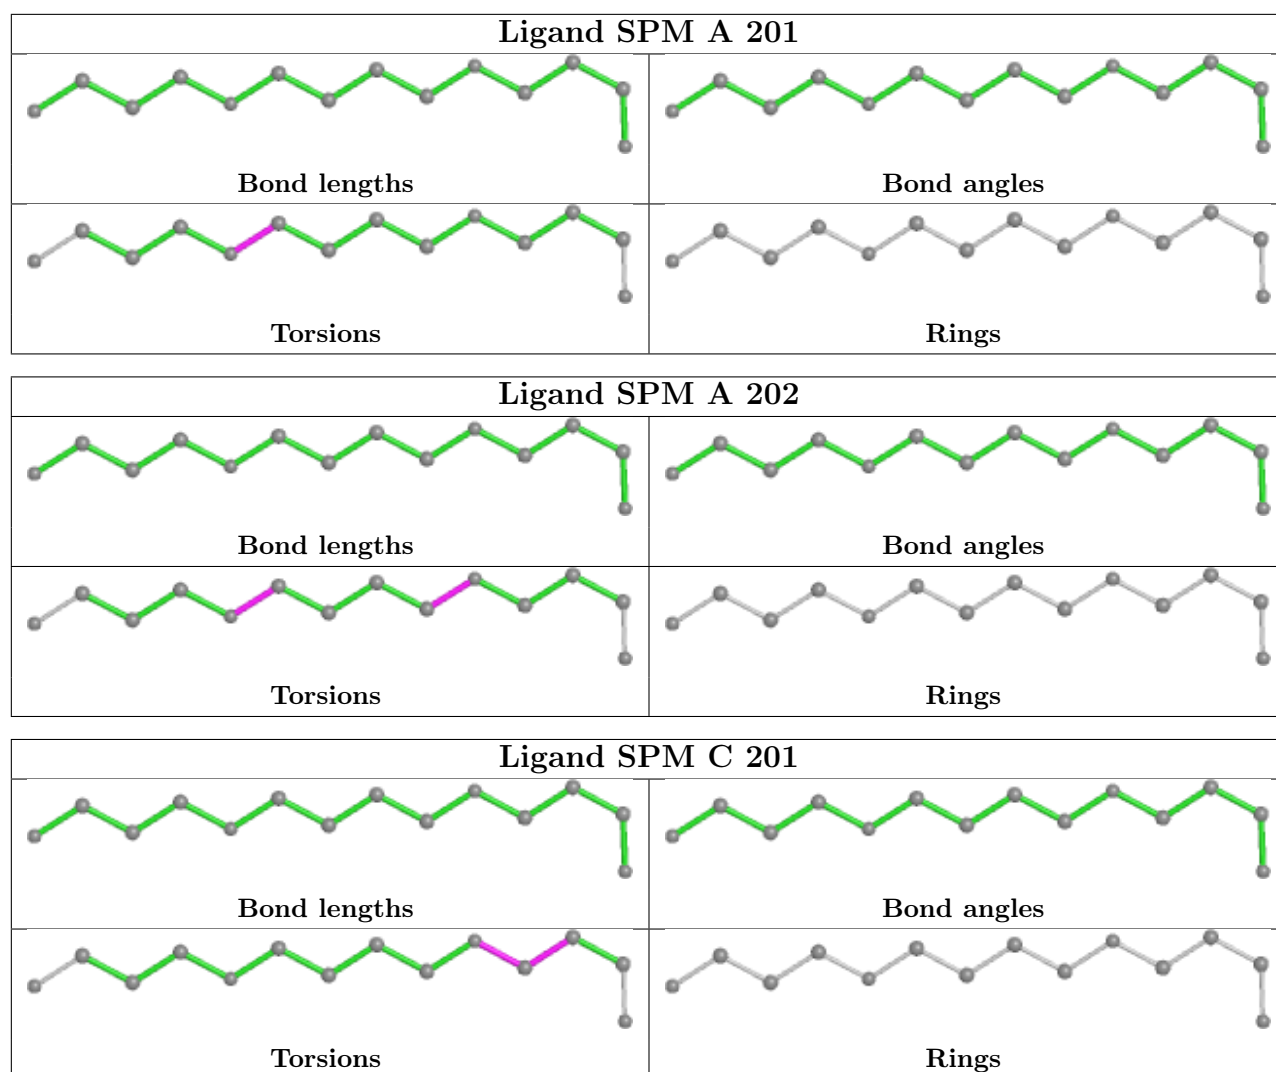 Ligand SPM A 201
Bond lengths Bond angles
Torsions Rings
Ligand SPM A 202
Bond lengths Bond angles
Torsions Rings
Ligand SPM C 201
Bond lengths Bond angles
Torsions Rings